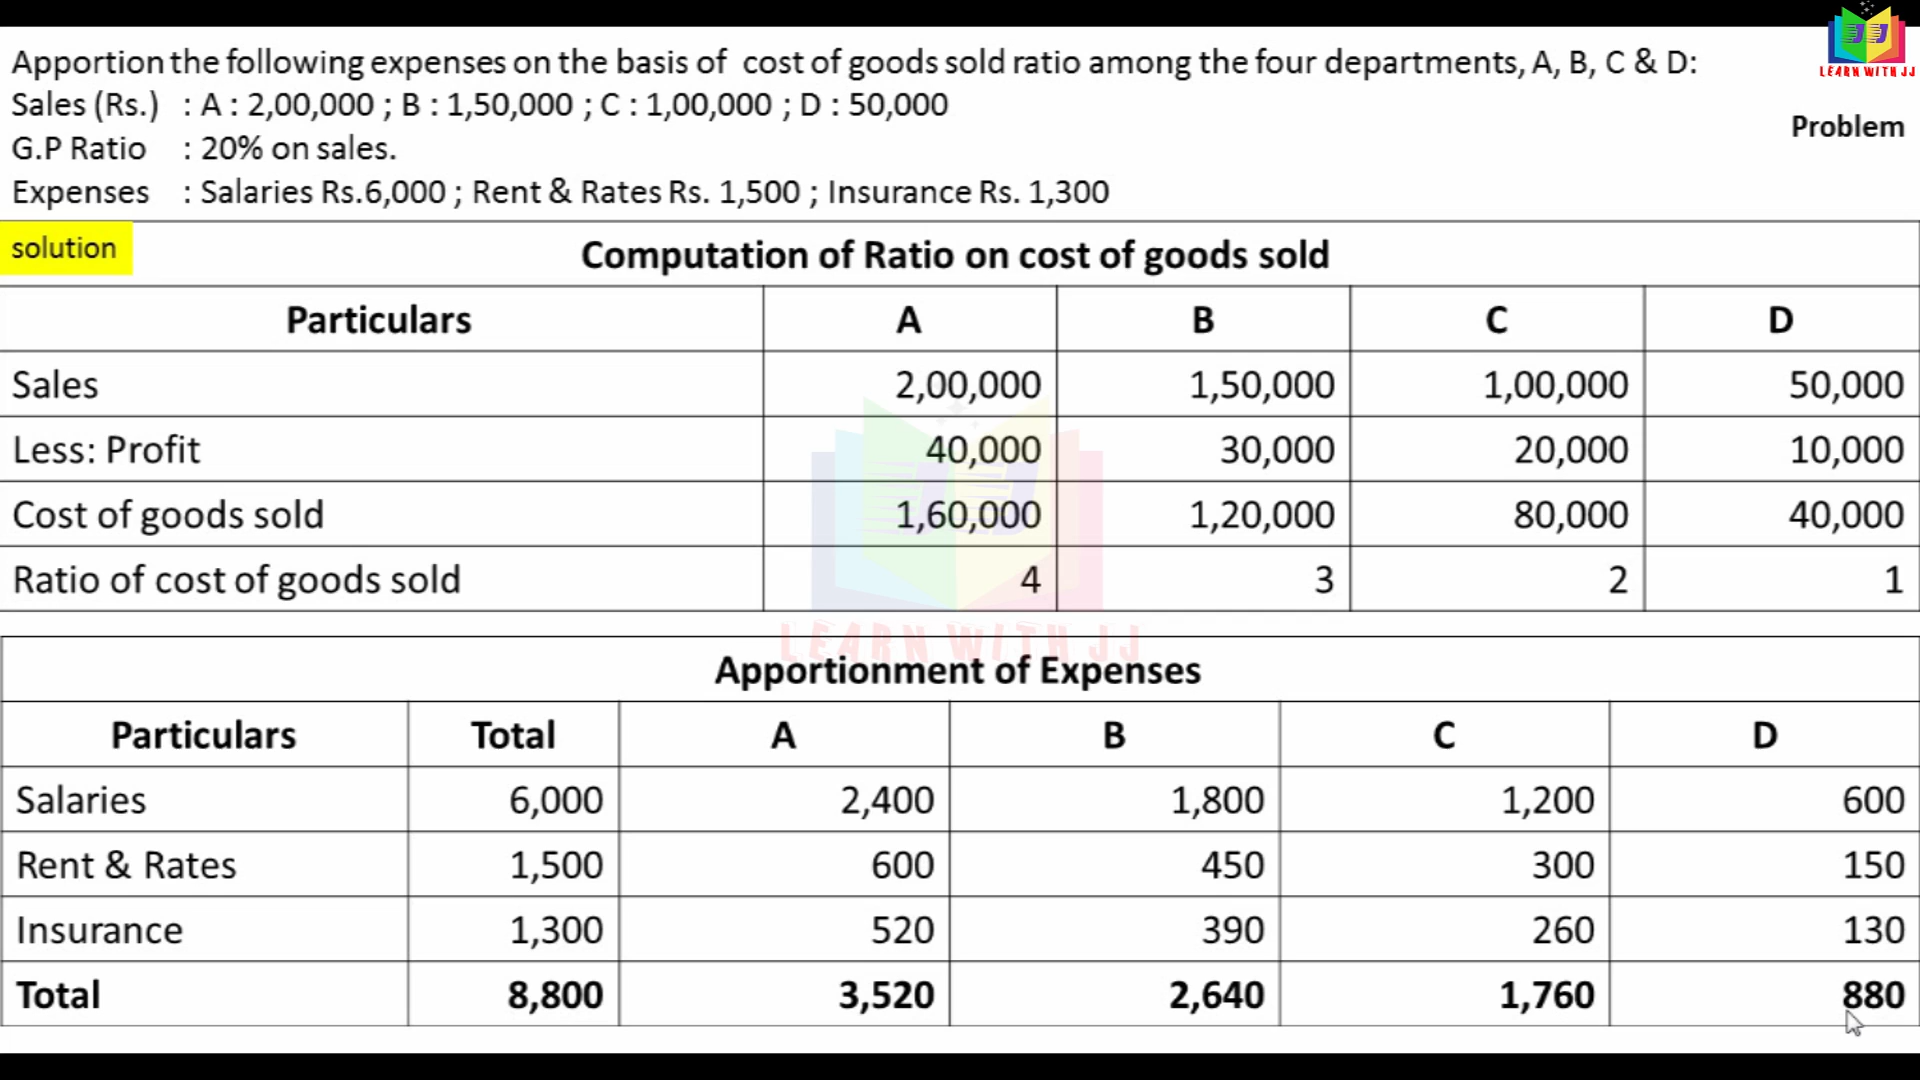 LEARN WITH JJ
Apportion the following expenses on the basis of cost of goods sold ratio among the four departments, A, B, C & D:
Sales (Rs.) : A : 2,00,000 ; B : 1,50,000 ; C : 1,00,000 ; D : 50,000
Problem
G.P Ratio : 20% on sales.
Expenses : Salaries Rs.6,000 ; Rent & Rates Rs. 1,500 ; Insurance Rs. 1,300
solution
Computation of Ratio on cost of goods sold
Particulars A B C D
Sales 2,00,000 1,50,000 1,00,000 50,000
Less: Profit 40,000 30,000 20,000 10,000
Cost of goods sold 1,60,000 1,20,000 80,000 40,000
Ratio of cost of goods sold 4 3 2 1
LEARN WITH JJ
Apportionment of Expenses
Particulars Total A B C D
Salaries 6,000 2,400 1,800 1,200 600
Rent & Rates 1,500 600 450 300 150
Insurance 1,300 520 390 260 130
Total 8,800 3,520 2,640 1,760 880